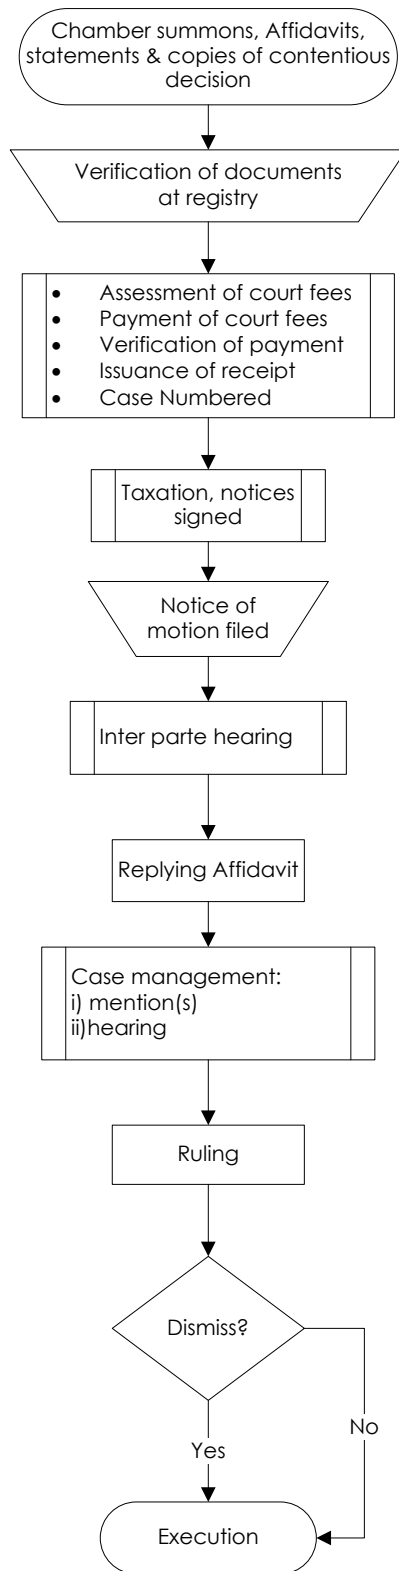 Chamber summons, Affidavits,
statements & copies of contentious
decision
Verification of documents
at registry
• Assessment of court fees
• Payment of court fees
• Verification of payment
• Issuance of receipt
• Case Numbered
Taxation, notices
signed
Notice of
motion filed
Inter parte hearing
Replying Affidavit
Case management:
i) mention(s)
ii)hearing
Ruling
Dismiss?
No
Yes
Execution